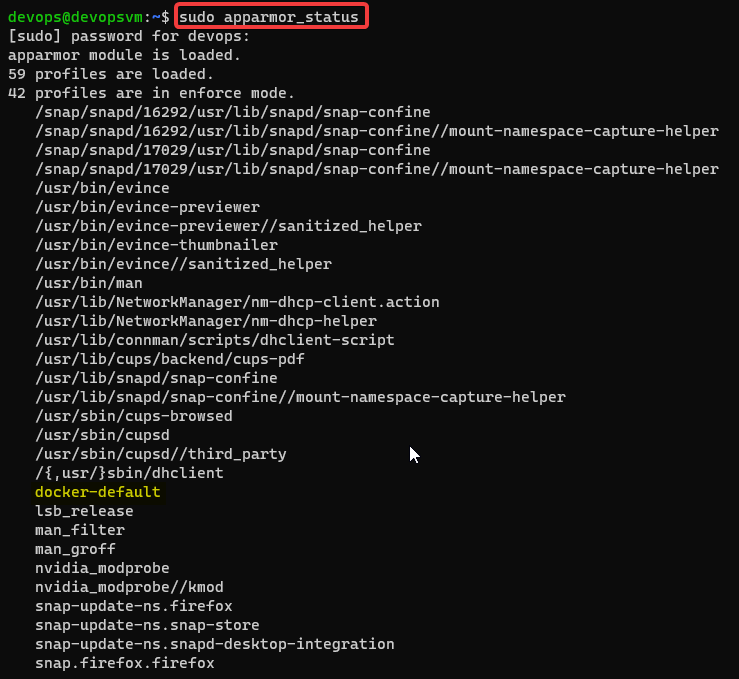 devops@devopsvm:~$ sudo apparmor_status
[sudo] password for devops:
apparmor module is loaded.
59 profiles are loaded.
42 profiles are in enforce mode.
   /snap/snapd/16292/usr/lib/snapd/snap-confine
   /snap/snapd/16292/usr/lib/snapd/snap-confine//mount-namespace-capture-helper
   /snap/snapd/17029/usr/lib/snapd/snap-confine
   /snap/snapd/17029/usr/lib/snapd/snap-confine//mount-namespace-capture-helper
   /usr/bin/evince
   /usr/bin/evince-previewer
   /usr/bin/evince-previewer//sanitized_helper
   /usr/bin/evince-thumbnailer
   /usr/bin/evince//sanitized_helper
   /usr/bin/man
   /usr/lib/NetworkManager/nm-dhcp-client.action
   /usr/lib/NetworkManager/nm-dhcp-helper
   /usr/lib/connman/scripts/dhclient-script
   /usr/lib/cups/backend/cups-pdf
   /usr/lib/snapd/snap-confine
   /usr/lib/snapd/snap-confine//mount-namespace-capture-helper
   /usr/sbin/cups-browsed
   /usr/sbin/cupsd
   /usr/sbin/cupsd//third_party
   /{,usr/}sbin/dhclient
   docker-default
   lsb_release
   man_filter
   man_groff
   nvidia_modprobe
   nvidia_modprobe//kmod
   snap-update-ns.firefox
   snap-update-ns.snap-store
   snap-update-ns.snapd-desktop-integration
   snap.firefox.firefox